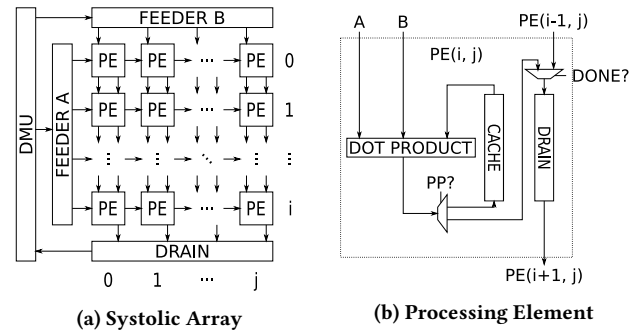 FEEDER B
DMU
FEEDER A
PE PE ... PE 0
PE PE ... PE 1
⋮ ⋮ ⋱ ⋮ ⋮
PE PE ... PE i
DRAIN
0 1 ... j
(a) Systolic Array
A B PE(i-1, j)
PE(i, j)
DONE?
CACHE
DRAIN
DOT PRODUCT
PP?
PE(i+1, j)
(b) Processing Element